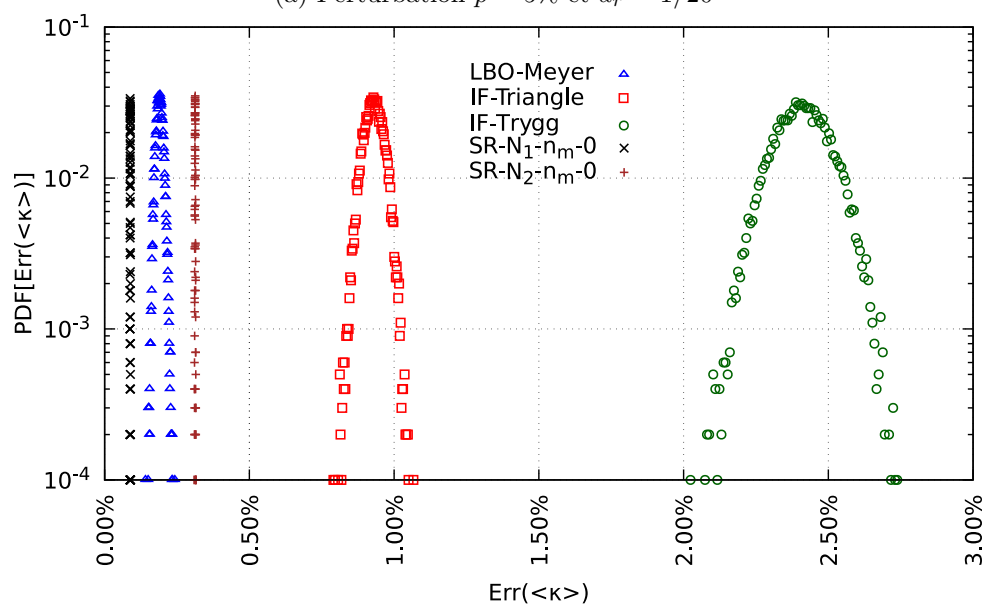 10⁻¹
10⁻²
10⁻³
10⁻⁴
PDF[Err(<κ>)]
LBO-Meyer
IF-Triangle
IF-Trygg
SR-N₁-nₘ-0
SR-N₂-nₘ-0
0.00%
0.50%
1.00%
1.50%
2.00%
2.50%
3.00%
Err(<κ>)